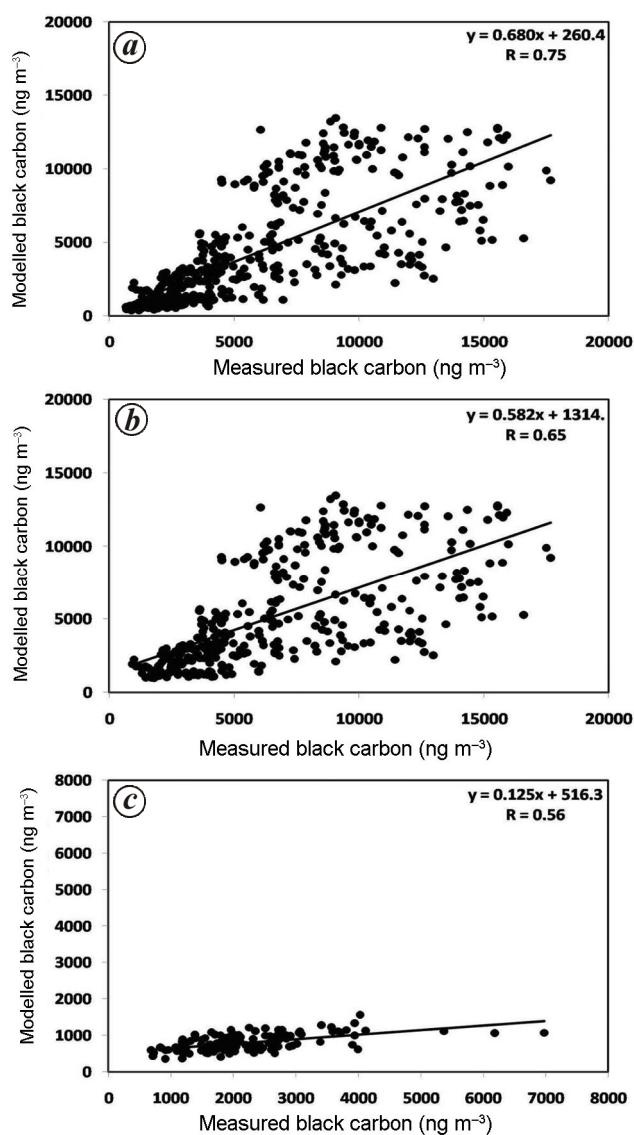 a
y = 0.680x + 260.4
R = 0.75
Modelled black carbon (ng m⁻³)
20000
15000
10000
5000
0
0 5000 10000 15000 20000
Measured black carbon (ng m⁻³)
b
y = 0.582x + 1314.
R = 0.65
Modelled black carbon (ng m⁻³)
20000
15000
10000
5000
0
0 5000 10000 15000 20000
Measured black carbon (ng m⁻³)
c
y = 0.125x + 516.3
R = 0.56
Modelled black carbon (ng m⁻³)
8000
7000
6000
5000
4000
3000
2000
1000
0
0 1000 2000 3000 4000 5000 6000 7000 8000
Measured black carbon (ng m⁻³)